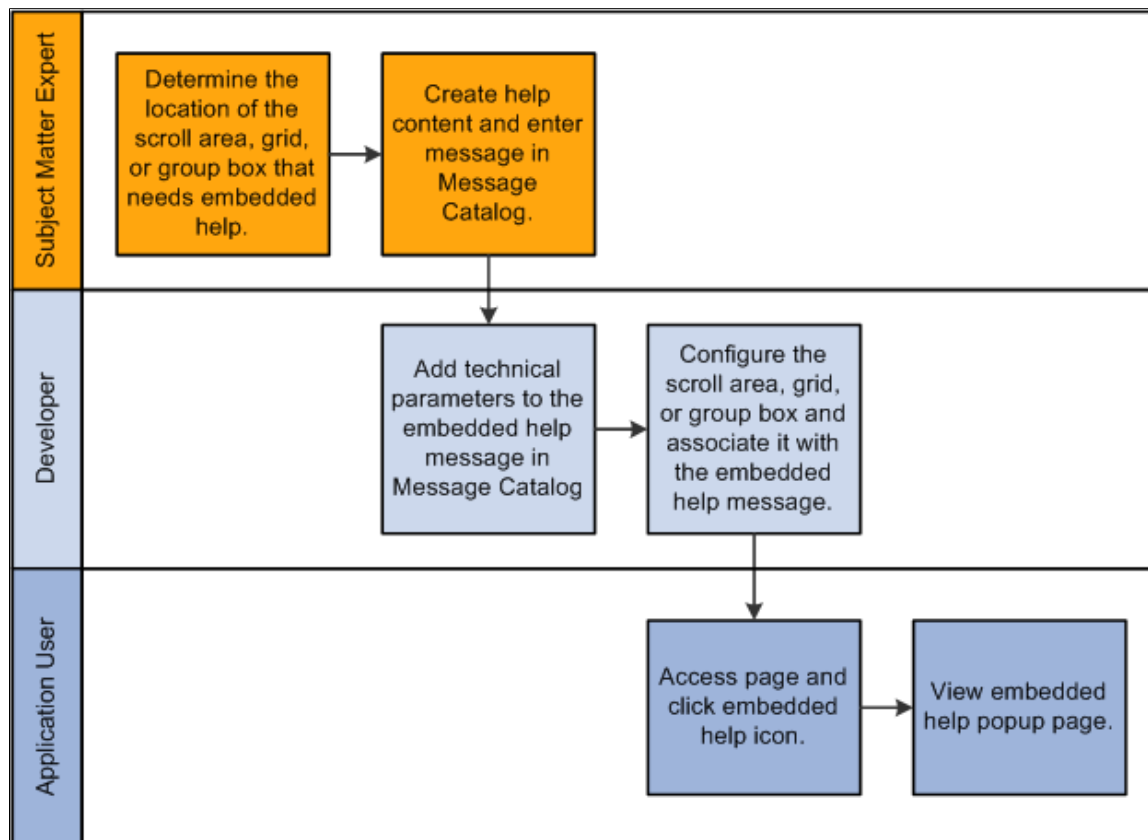 Subject Matter Expert
Determine the
location of the
scroll area, grid,
or group box that
needs embedded
help.
Create help
content and enter
message in
Message
Catalog.
Developer
Add technical
parameters to the
embedded help
message in
Message Catalog
Configure the
scroll area, grid,
or group box and
associate it with
the embedded
help message.
Application User
Access page and
click embedded
help icon.
View embedded
help popup page.